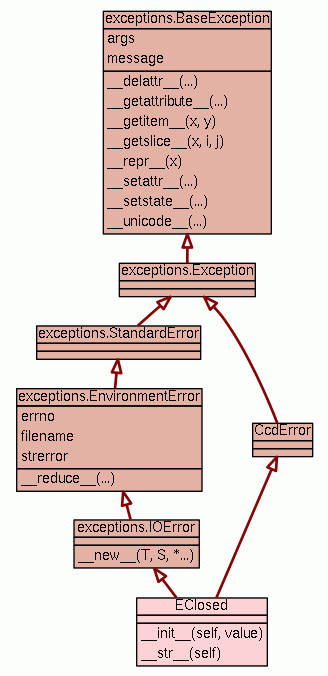 exceptions.BaseException
args
message
__delattr__(...)
__getattribute__(...)
__getitem__(x, y)
__getslice__(x, i, j)
__repr__(x)
__setattr__(...)
__setstate__(...)
__unicode__(...)
exceptions.Exception
exceptions.StandardError
exceptions.EnvironmentError
errno
filename
strerror
__reduce__(...)
CcdError
exceptions.IOError
__new__(T, S, *...)
EClosed
__init__(self, value)
__str__(self)